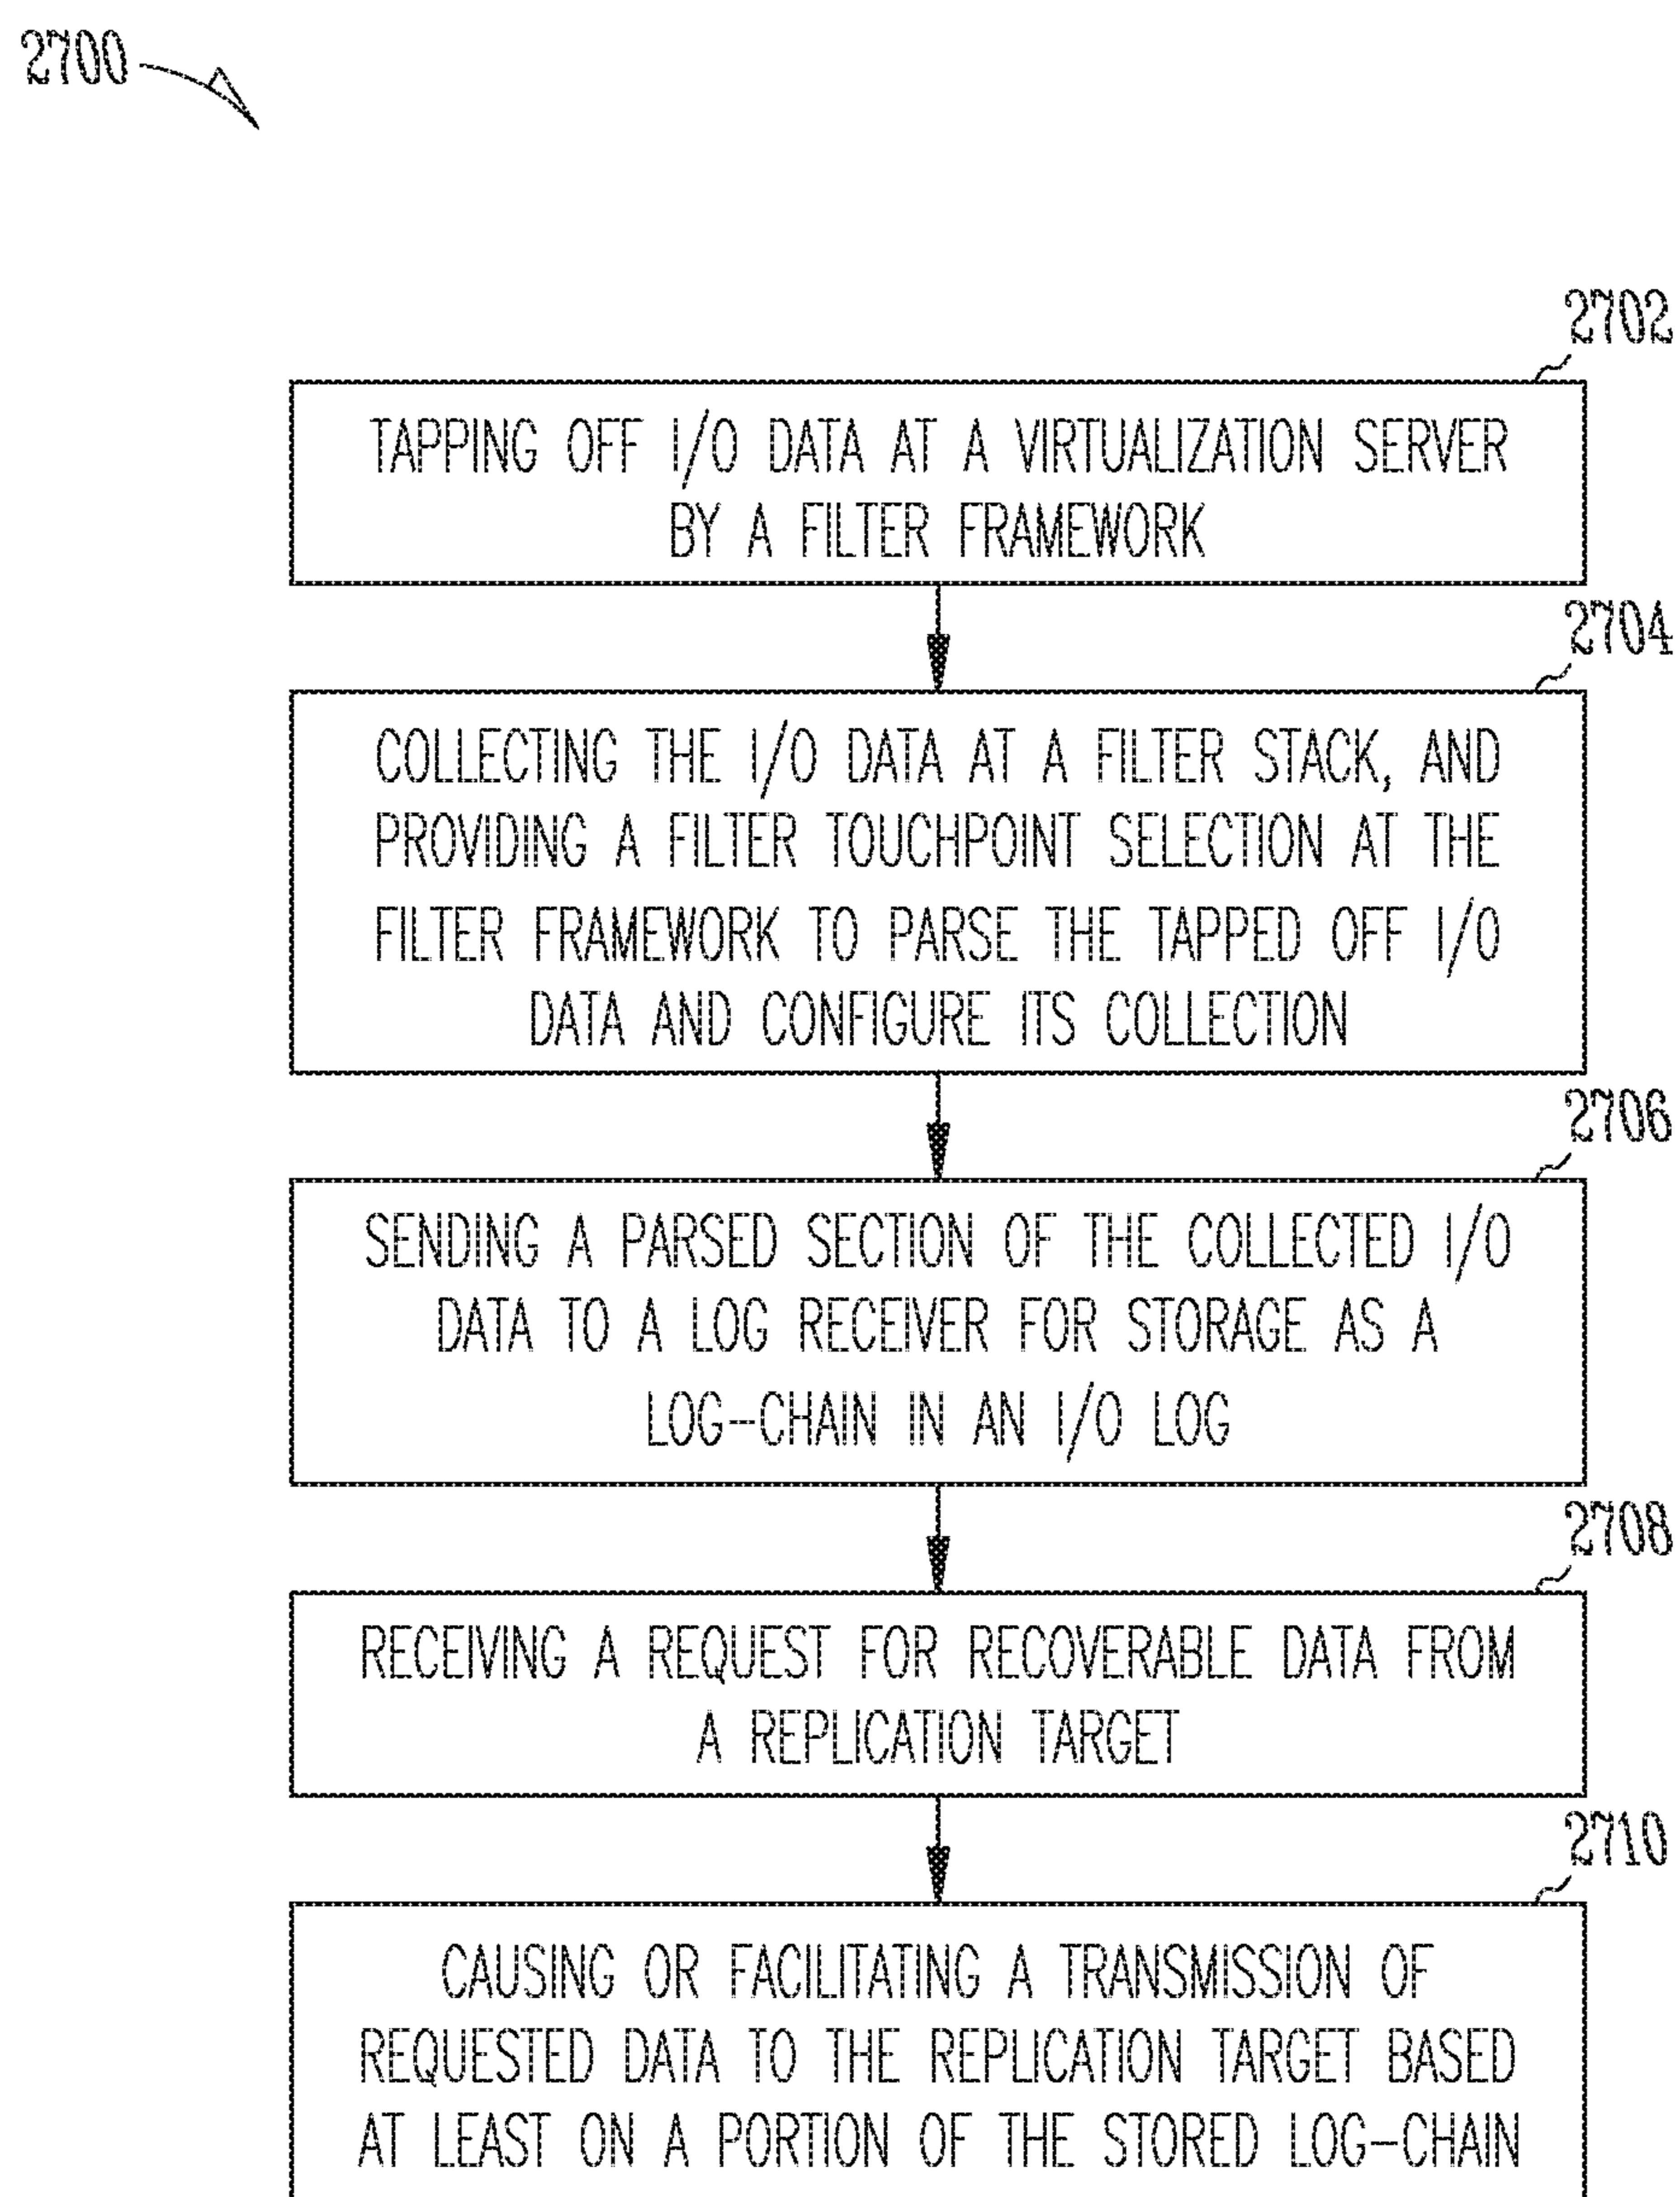 2700
2702
TAPPING OFF I/O DATA AT A VIRTUALIZATION SERVER
BY A FILTER FRAMEWORK
2704
COLLECTING THE I/O DATA AT A FILTER STACK, AND
PROVIDING A FILTER TOUCHPOINT SELECTION AT THE
FILTER FRAMEWORK TO PARSE THE TAPPED OFF I/O
DATA AND CONFIGURE ITS COLLECTION
2706
SENDING A PARSED SECTION OF THE COLLECTED I/O
DATA TO A LOG RECEIVER FOR STORAGE AS A
LOG-CHAIN IN AN I/O LOG
2708
RECEIVING A REQUEST FOR RECOVERABLE DATA FROM
A REPLICATION TARGET
2710
CAUSING OR FACILITATING A TRANSMISSION OF
REQUESTED DATA TO THE REPLICATION TARGET BASED
AT LEAST ON A PORTION OF THE STORED LOG-CHAIN